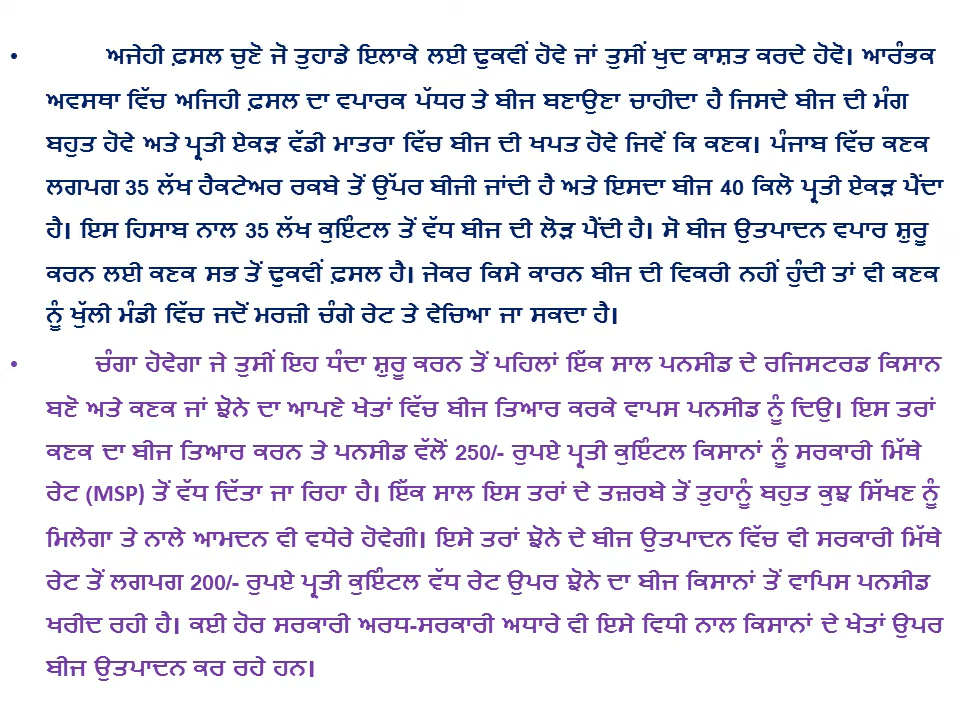 • ਅਜੇਹੀ ਫ਼ਸਲ ਚੁਣੋ ਜੋ ਤੁਹਾਡੇ ਇਲਾਕੇ ਲਈ ਢੁਕਵੀਂ ਹੋਵੇ ਜਾਂ ਤੁਸੀਂ ਖੁਦ ਕਾਸ਼ਤ ਕਰਦੇ ਹੋਵੋ। ਆਰੰਭਕ
ਅਵਸਥਾ ਵਿੱਚ ਅਜਿਹੀ ਫ਼ਸਲ ਦਾ ਵਪਾਰਕ ਪੱਧਰ ਤੇ ਬੀਜ ਬਣਾਉਣਾ ਚਾਹੀਦਾ ਹੈ ਜਿਸਦੇ ਬੀਜ ਦੀ ਮੰਗ
ਬਹੁਤ ਹੋਵੇ ਅਤੇ ਪ੍ਰਤੀ ਏਕੜ ਵੱਡੀ ਮਾਤਰਾ ਵਿੱਚ ਬੀਜ ਦੀ ਖਪਤ ਹੋਵੇ ਜਿਵੇਂ ਕਿ ਕਣਕ। ਪੰਜਾਬ ਵਿੱਚ ਕਣਕ
ਲਗਪਗ 35 ਲੱਖ ਹੈਕਟੇਅਰ ਰਕਬੇ ਤੋਂ ਉੱਪਰ ਬੀਜੀ ਜਾਂਦੀ ਹੈ ਅਤੇ ਇਸਦਾ ਬੀਜ 40 ਕਿਲੋ ਪ੍ਰਤੀ ਏਕੜ ਪੈਂਦਾ
ਹੈ। ਇਸ ਹਿਸਾਬ ਨਾਲ 35 ਲੱਖ ਕੁਇੰਟਲ ਤੋਂ ਵੱਧ ਬੀਜ ਦੀ ਲੋੜ ਪੈਂਦੀ ਹੈ। ਸੋ ਬੀਜ ਉਤਪਾਦਨ ਵਪਾਰ ਸ਼ੁਰੂ
ਕਰਨ ਲਈ ਕਣਕ ਸਭ ਤੋਂ ਢੁਕਵੀਂ ਫ਼ਸਲ ਹੈ। ਜੇਕਰ ਕਿਸੇ ਕਾਰਨ ਬੀਜ ਦੀ ਵਿਕਰੀ ਨਹੀਂ ਹੁੰਦੀ ਤਾਂ ਵੀ ਕਣਕ
ਨੂੰ ਖੁੱਲੀ ਮੰਡੀ ਵਿੱਚ ਜਦੋਂ ਮਰਜ਼ੀ ਚੰਗੇ ਰੇਟ ਤੇ ਵੇਚਿਆ ਜਾ ਸਕਦਾ ਹੈ।
• ਚੰਗਾ ਹੋਵੇਗਾ ਜੇ ਤੁਸੀਂ ਇਹ ਧੰਦਾ ਸ਼ੁਰੂ ਕਰਨ ਤੋਂ ਪਹਿਲਾਂ ਇੱਕ ਸਾਲ ਪਨਸੀਡ ਦੇ ਰਜਿਸਟਰਡ ਕਿਸਾਨ
ਬਣੋ ਅਤੇ ਕਣਕ ਜਾਂ ਝੋਨੇ ਦਾ ਆਪਣੇ ਖੇਤਾਂ ਵਿੱਚ ਬੀਜ ਤਿਆਰ ਕਰਕੇ ਵਾਪਸ ਪਨਸੀਡ ਨੂੰ ਦਿਉ। ਇਸ ਤਰਾਂ
ਕਣਕ ਦਾ ਬੀਜ ਤਿਆਰ ਕਰਨ ਤੇ ਪਨਸੀਡ ਵੱਲੋਂ 250/- ਰੁਪਏ ਪ੍ਰਤੀ ਕੁਇੰਟਲ ਕਿਸਾਨਾਂ ਨੂੰ ਸਰਕਾਰੀ ਮਿੱਥੇ
ਰੇਟ (MSP) ਤੋਂ ਵੱਧ ਦਿੱਤਾ ਜਾ ਰਿਹਾ ਹੈ। ਇੱਕ ਸਾਲ ਇਸ ਤਰਾਂ ਦੇ ਤਜ਼ਰਬੇ ਤੋਂ ਤੁਹਾਨੂੰ ਬਹੁਤ ਕੁਝ ਸਿੱਖਣ ਨੂੰ
ਮਿਲੇਗਾ ਤੇ ਨਾਲੇ ਆਮਦਨ ਵੀ ਵਧੇਰੇ ਹੋਵੇਗੀ। ਇਸੇ ਤਰਾਂ ਝੋਨੇ ਦੇ ਬੀਜ ਉਤਪਾਦਨ ਵਿੱਚ ਵੀ ਸਰਕਾਰੀ ਮਿੱਥੇ
ਰੇਟ ਤੋਂ ਲਗਪਗ 200/- ਰੁਪਏ ਪ੍ਰਤੀ ਕੁਇੰਟਲ ਵੱਧ ਰੇਟ ਉਪਰ ਝੋਨੇ ਦਾ ਬੀਜ ਕਿਸਾਨਾਂ ਤੋਂ ਵਾਪਿਸ ਪਨਸੀਡ
ਖਰੀਦ ਰਹੀ ਹੈ। ਕਈ ਹੋਰ ਸਰਕਾਰੀ ਅਰਧ-ਸਰਕਾਰੀ ਅਧਾਰੇ ਵੀ ਇਸੇ ਵਿਧੀ ਨਾਲ ਕਿਸਾਨਾਂ ਦੇ ਖੇਤਾਂ ਉਪਰ
ਬੀਜ ਉਤਪਾਦਨ ਕਰ ਰਹੇ ਹਨ।